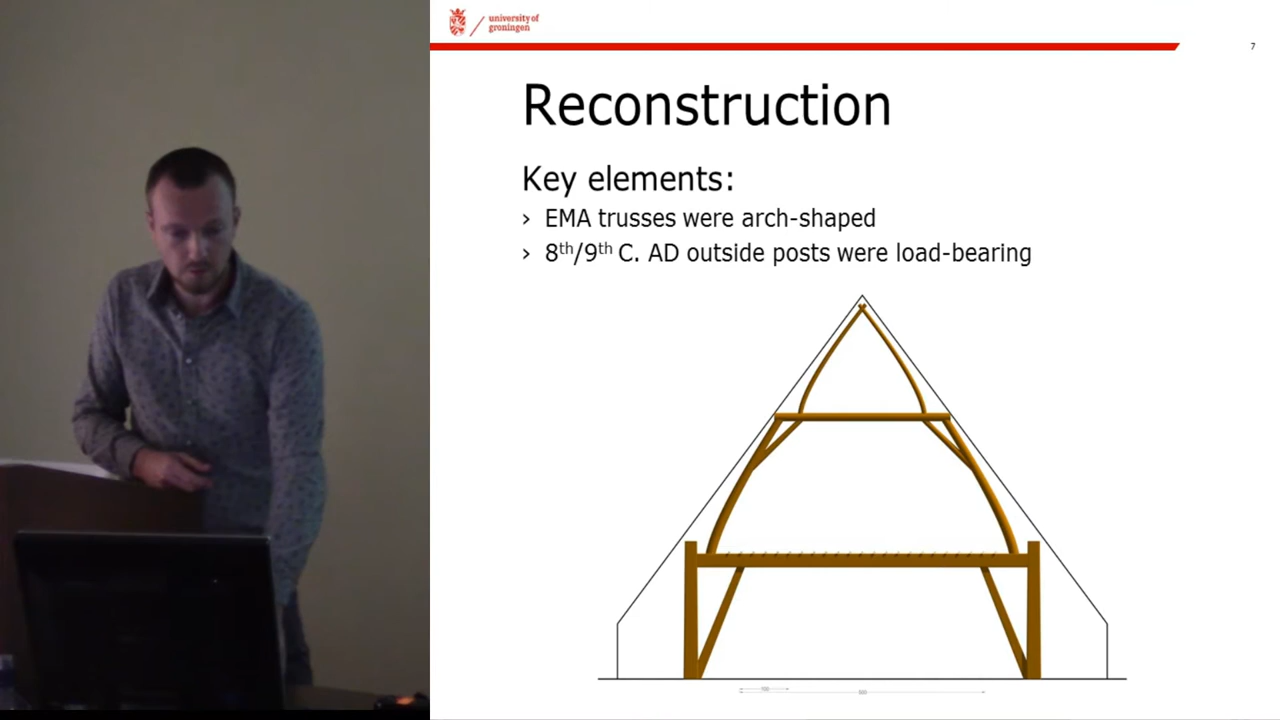 university of
groningen
7
Reconstruction
Key elements:
› EMA trusses were arch-shaped
› 8th/9th C. AD outside posts were load-bearing